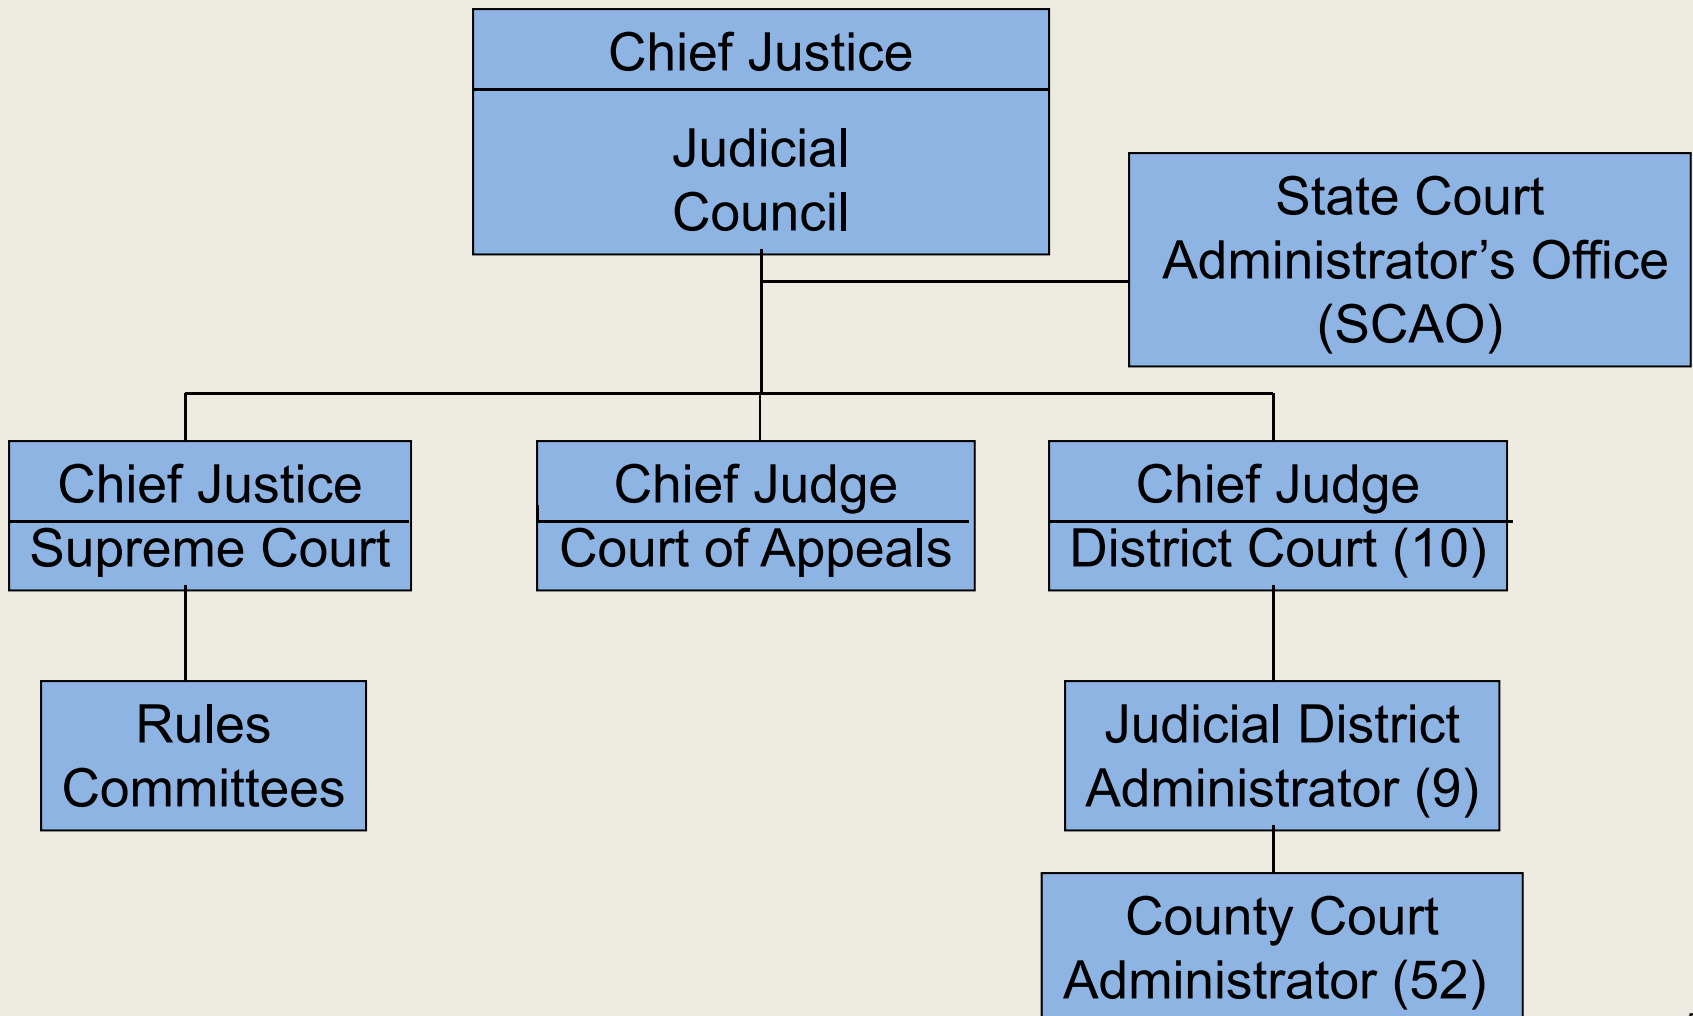 Chief Justice
Judicial
Council
State Court
Administrator’s Office
(SCAO)
Chief Justice
Supreme Court
Chief Judge
Court of Appeals
Chief Judge
District Court (10)
Rules
Committees
Judicial District
Administrator (9)
County Court
Administrator (52)